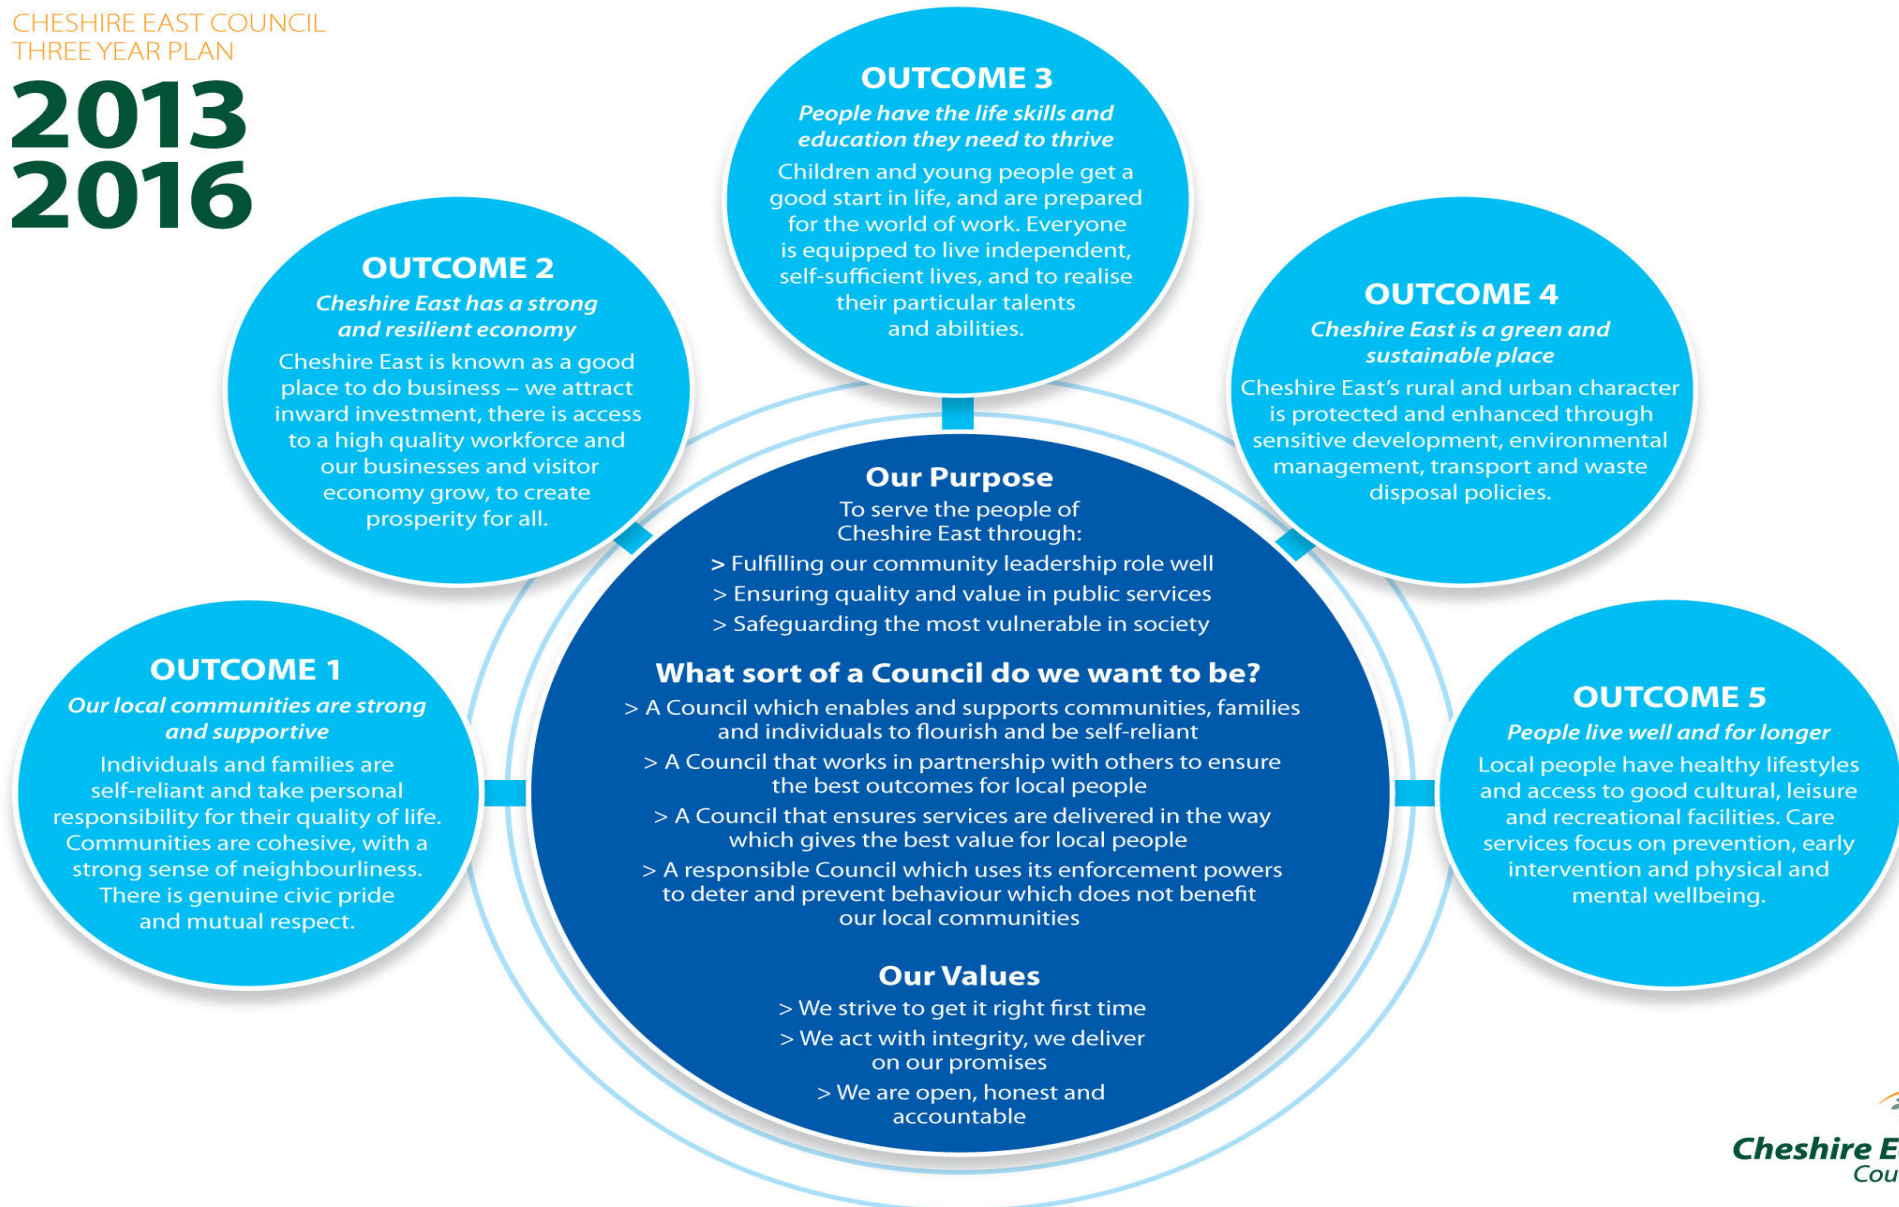 CHESHIRE EAST COUNCIL
THREE YEAR PLAN
2013
2016
OUTCOME 1
Our local communities are strong
and supportive
Individuals and families are
self-reliant and take personal
responsibility for their quality of life.
Communities are cohesive, with a
strong sense of neighbourliness.
There is genuine civic pride
and mutual respect.
OUTCOME 2
Cheshire East has a strong
and resilient economy
Cheshire East is known as a good
place to do business – we attract
inward investment, there is access
to a high quality workforce and
our businesses and visitor
economy grow, to create
prosperity for all.
OUTCOME 3
People have the life skills and
education they need to thrive
Children and young people get a
good start in life, and are prepared
for the world of work. Everyone
is equipped to live independent,
self-sufficient lives, and to realise
their particular talents
and abilities.
OUTCOME 4
Cheshire East is a green and
sustainable place
Cheshire East’s rural and urban character
is protected and enhanced through
sensitive development, environmental
management, transport and waste
disposal policies.
OUTCOME 5
People live well and for longer
Local people have healthy lifestyles
and access to good cultural, leisure
and recreational facilities. Care
services focus on prevention, early
intervention and physical and
mental wellbeing.
Our Purpose
To serve the people of
Cheshire East through:
> Fulfilling our community leadership role well
> Ensuring quality and value in public services
> Safeguarding the most vulnerable in society
What sort of a Council do we want to be?
> A Council which enables and supports communities, families
and individuals to flourish and be self-reliant
> A Council that works in partnership with others to ensure
the best outcomes for local people
> A Council that ensures services are delivered in the way
which gives the best value for local people
> A responsible Council which uses its enforcement powers
to deter and prevent behaviour which does not benefit
our local communities
Our Values
> We strive to get it right first time
> We act with integrity, we deliver
on our promises
> We are open, honest and
accountable
Cheshire E
Cou